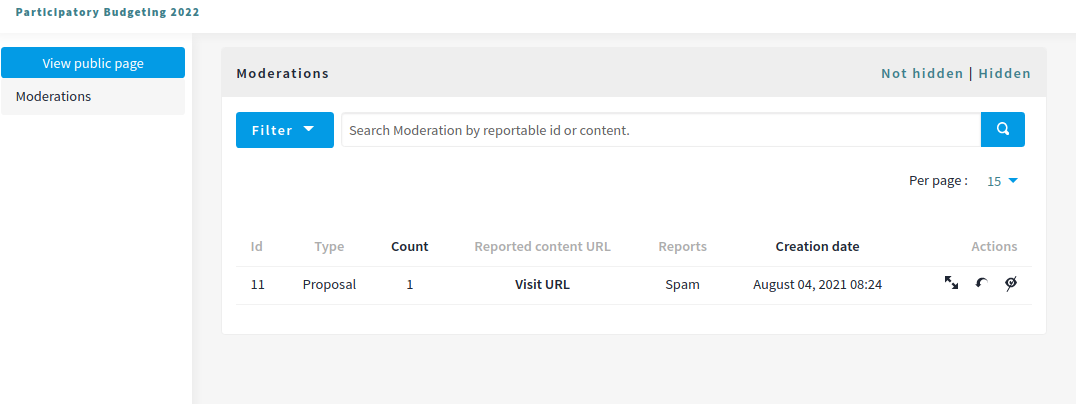 Participatory Budgeting 2022
View public page
Moderations
Moderations
Not hidden | Hidden
Filter
Search Moderation by reportable id or content.
Per page : 15
Id Type Count Reported content URL Reports Creation date Actions
11 Proposal 1 Visit URL Spam August 04, 2021 08:24